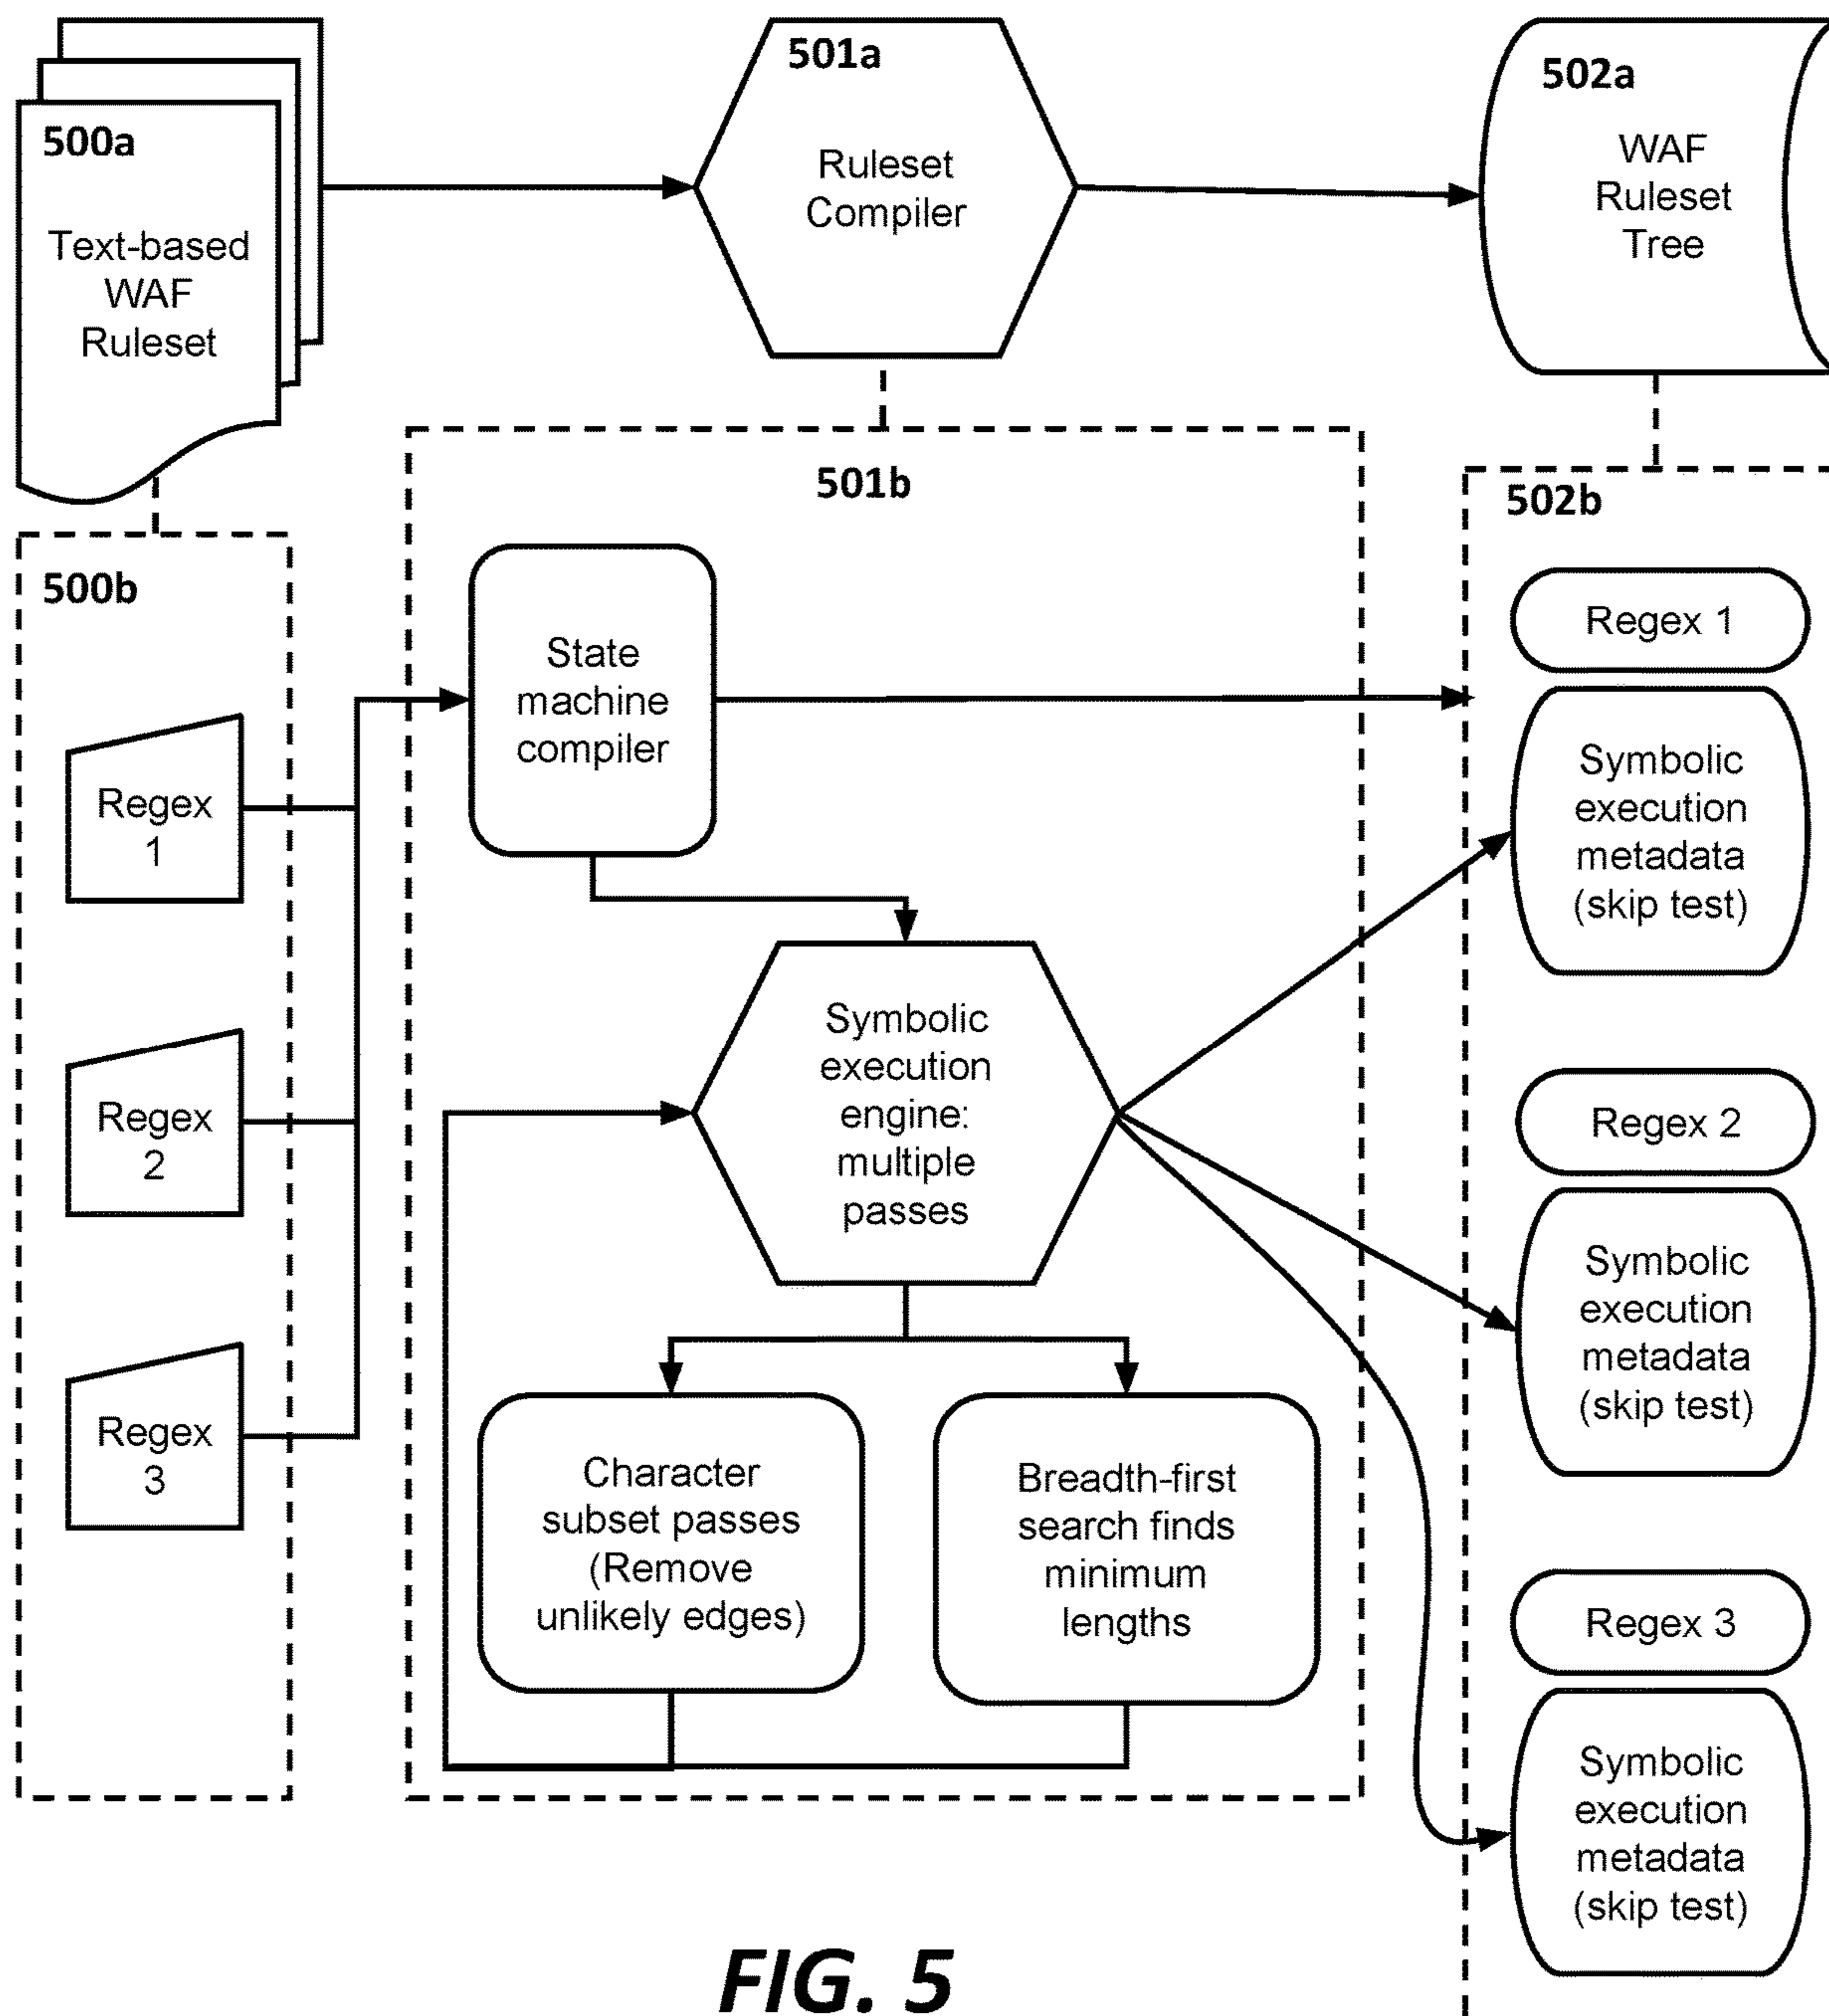 500a
Text-based
WAF
Ruleset
501a
Ruleset
Compiler
502a
WAF
Ruleset
Tree
500b
Regex
1
Regex
2
Regex
3
501b
State
machine
compiler
Symbolic
execution
engine:
multiple
passes
Character
subset passes
(Remove
unlikely edges)
Breadth-first
search finds
minimum
lengths
502b
Regex 1
Symbolic
execution
metadata
(skip test)
Regex 2
Symbolic
execution
metadata
(skip test)
Regex 3
Symbolic
execution
metadata
(skip test)
FIG. 5